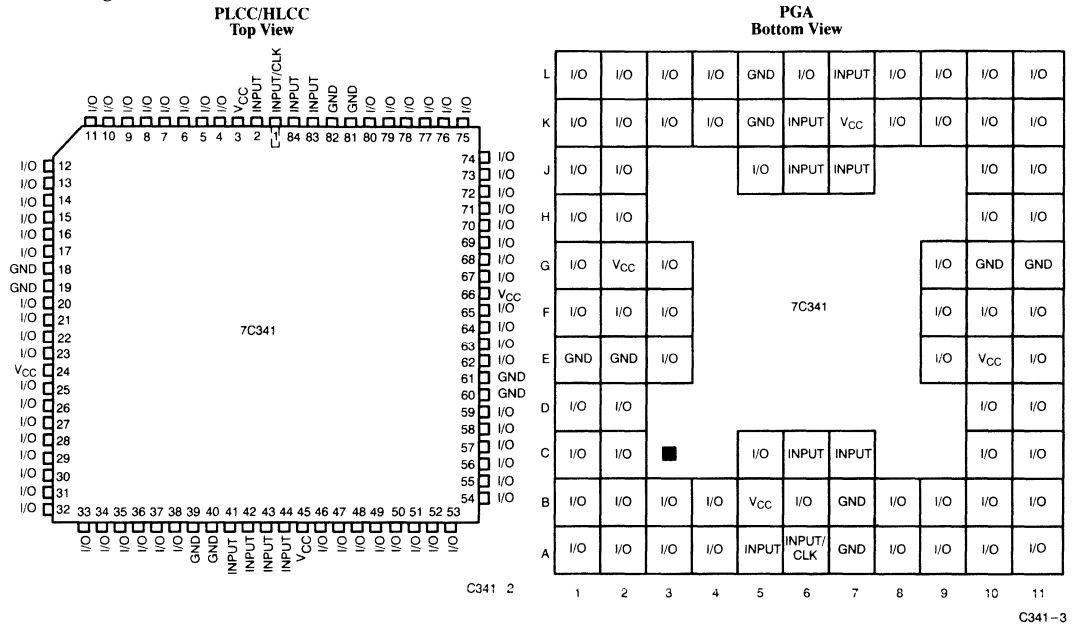 PLCC/HLCC
Top View
I/O I/O I/O I/O I/O I/O I/O I/O VCC INPUT INPUT/CLK INPUT INPUT GND GND I/O I/O I/O I/O I/O I/O
11 10 9 8 7 6 5 4 3 2 1 84 83 82 81 80 79 78 77 76 75
I/O 12
I/O 13
I/O 14
I/O 15
I/O 16
I/O 17
GND 18
GND 19
I/O 20
I/O 21
I/O 22
I/O 23
VCC 24
I/O 25
I/O 26
I/O 27
I/O 28
I/O 29
I/O 30
I/O 31
I/O 32
7C341
74 I/O
73 I/O
72 I/O
71 I/O
70 I/O
69 I/O
68 I/O
67 I/O
66 VCC
65 I/O
64 I/O
63 I/O
62 I/O
61 GND
60 GND
59 I/O
58 I/O
57 I/O
56 I/O
55 I/O
54 I/O
33 34 35 36 37 38 39 40 41 42 43 44 45 46 47 48 49 50 51 52 53
I/O I/O I/O I/O I/O I/O GND GND INPUT INPUT INPUT INPUT VCC I/O I/O I/O I/O I/O I/O I/O I/O
C341 2
PGA
Bottom View
L I/O I/O I/O I/O GND I/O INPUT I/O I/O I/O I/O
K I/O I/O I/O I/O GND INPUT VCC I/O I/O I/O I/O
J I/O I/O I/O INPUT INPUT I/O I/O
H I/O I/O I/O I/O
G I/O VCC I/O I/O GND GND
F I/O I/O I/O 7C341 I/O I/O I/O
E GND GND I/O I/O VCC I/O
D I/O I/O I/O I/O
C I/O I/O I/O INPUT INPUT I/O I/O
B I/O I/O I/O I/O VCC I/O GND I/O I/O I/O I/O
A I/O I/O I/O I/O INPUT INPUT/CLK GND I/O I/O I/O I/O
1 2 3 4 5 6 7 8 9 10 11
C341-3